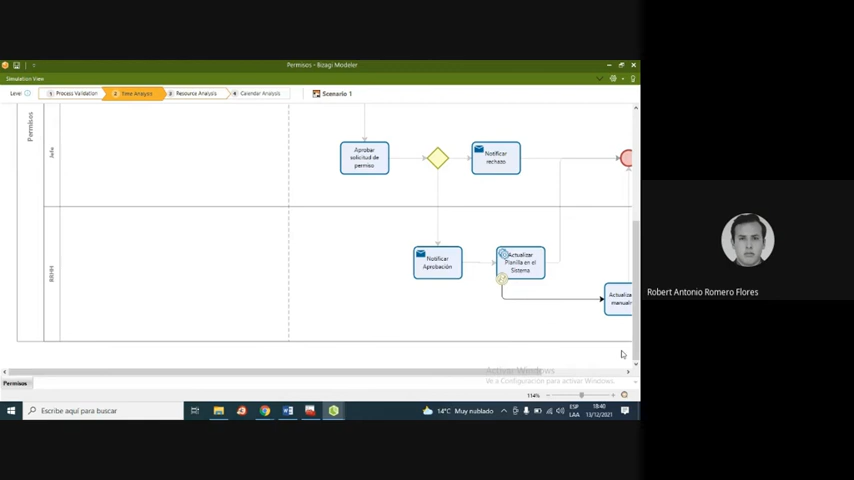 Permisos - Bizagi Modeler
Simulation View
Level
1 Process Validation
2 Time Analysis
3 Resource Analysis
4 Calendar Analysis
Scenario 1
Permisos
Jefe
Aprobar
solicitud de
permiso
Notificar
rechazo
RRHH
Notificar
Aprobación
Actualizar
Planilla en el
Sistema
Actualiza
manualm
Robert Antonio Romero Flores
Activar Windows
Ve a Configuración para activar Windows.
Permisos
114%
Escribe aquí para buscar
14°C Muy nublado
ESP
LAA
18:40
13/12/2021